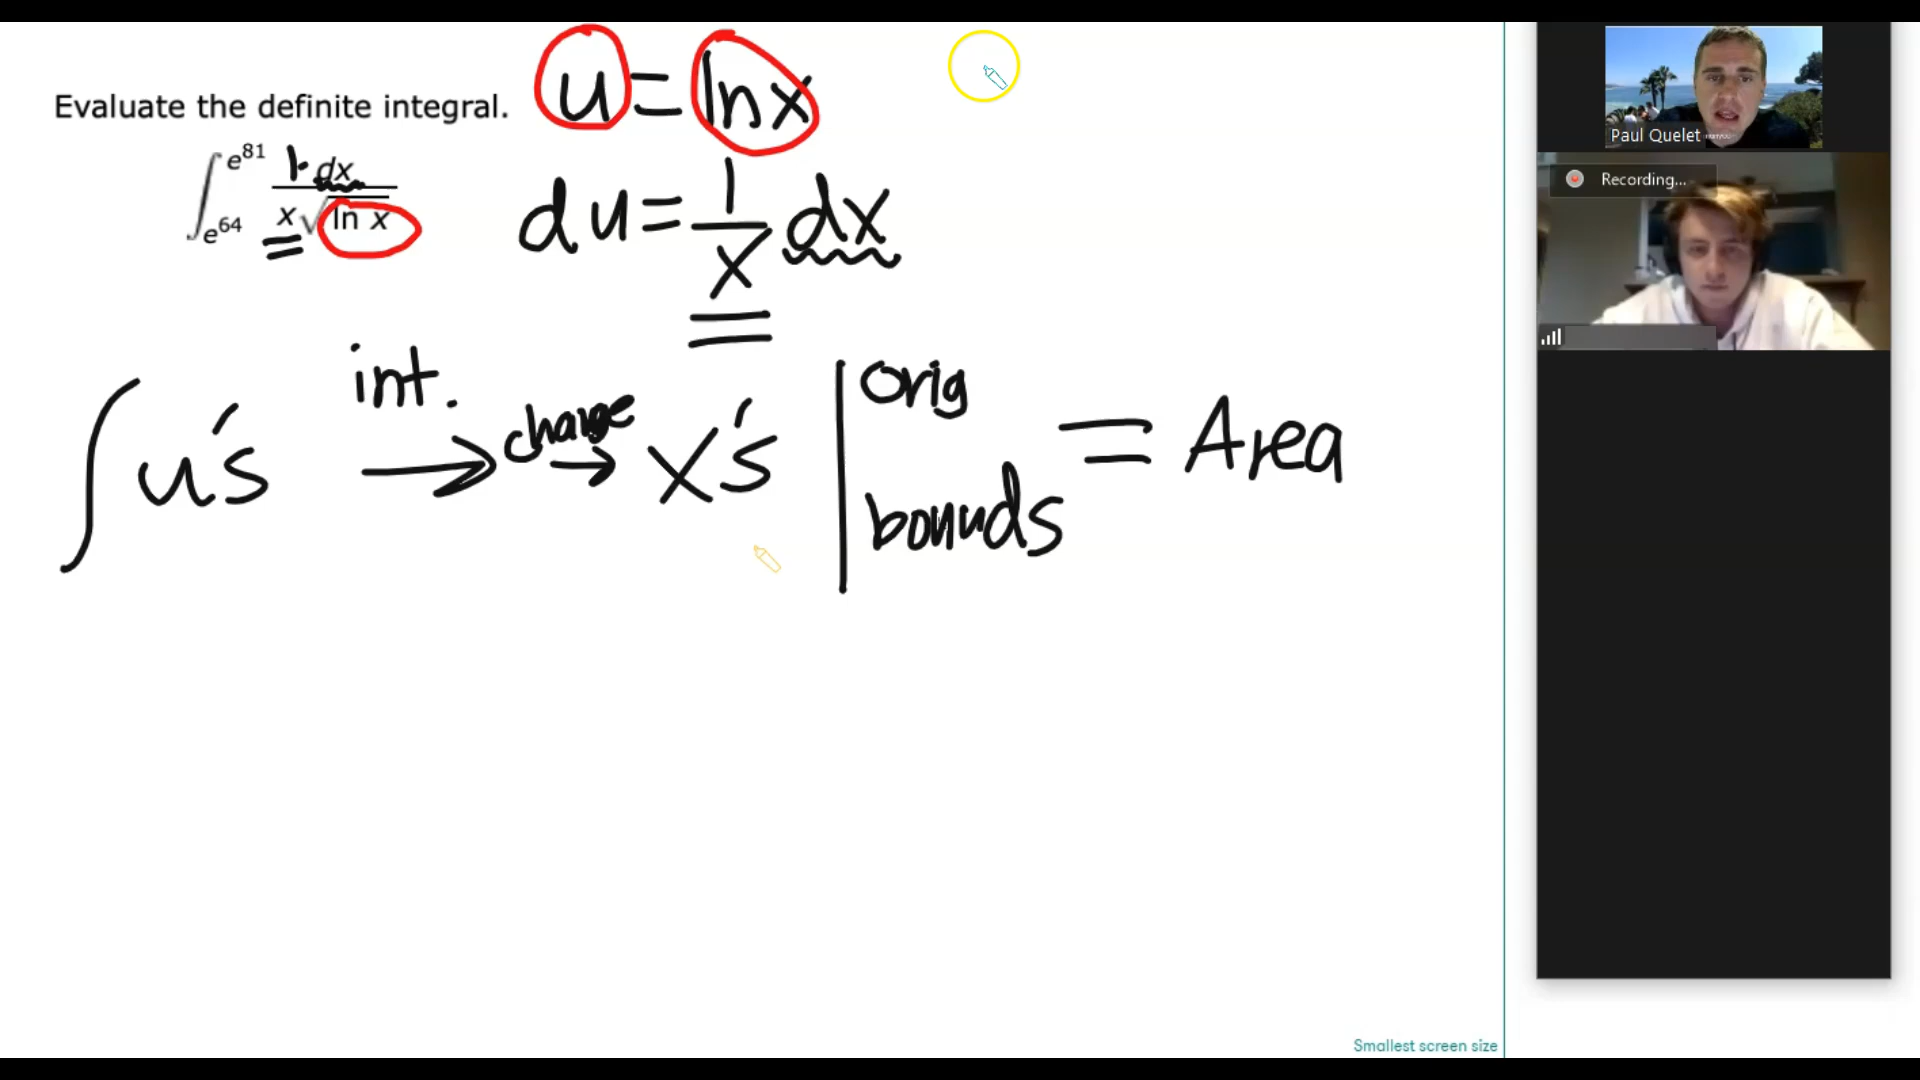 Evaluate the definite integral.
u = ln x
∫ e^64 e^81 1·dx / x√ln x
du = 1/x dx
∫ u's int. → change → x's | orig bounds = Area
Paul Quelet
Recording...
Smallest screen size